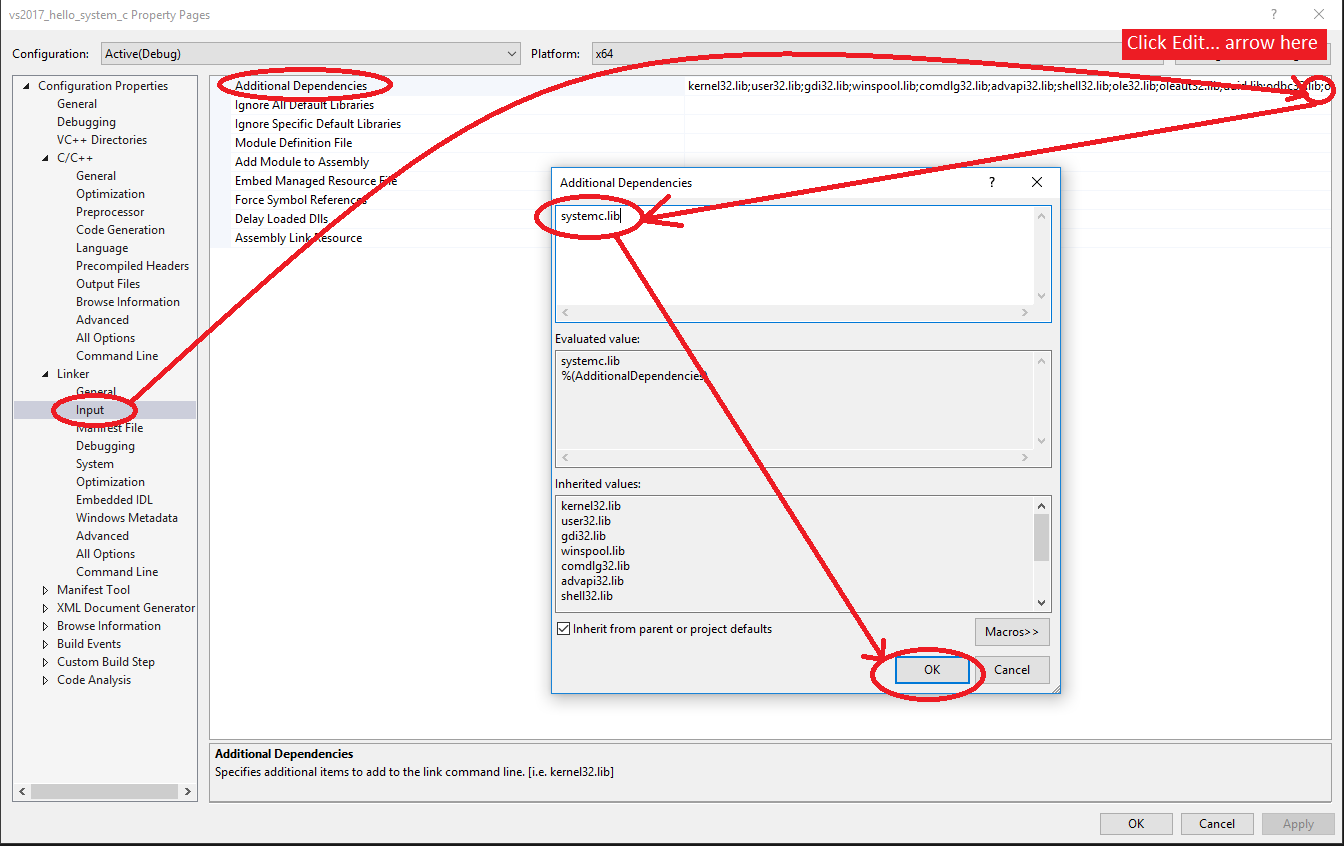 vs2017_hello_system_c Property Pages
Configuration: Active(Debug) Platform: x64
Click Edit... arrow here
Configuration Properties
General
Debugging
VC++ Directories
C/C++
General
Optimization
Preprocessor
Code Generation
Language
Precompiled Headers
Output Files
Browse Information
Advanced
All Options
Command Line
Linker
General
Input
Manifest File
Debugging
System
Optimization
Embedded IDL
Windows Metadata
Advanced
All Options
Command Line
Manifest Tool
XML Document Generator
Browse Information
Build Events
Custom Build Step
Code Analysis
Additional Dependencies kernel32.lib;user32.lib;gdi32.lib;winspool.lib;comdlg32.lib;advapi32.lib;shell32.lib;ole32.lib;oleaut32.lib;uuid.lib;
Ignore All Default Libraries
Ignore Specific Default Libraries
Module Definition File
Add Module to Assembly
Embed Managed Resource File
Force Symbol References
Delay Loaded Dlls
Assembly Link Resource
Additional Dependencies
systemc.lib
Evaluated value:
systemc.lib
%(AdditionalDependencies)
Inherited values:
kernel32.lib
user32.lib
gdi32.lib
winspool.lib
comdlg32.lib
advapi32.lib
shell32.lib
Inherit from parent or project defaults
Macros>>
OK Cancel
Additional Dependencies
Specifies additional items to add to the link command line. [i.e. kernel32.lib]
OK Cancel Apply